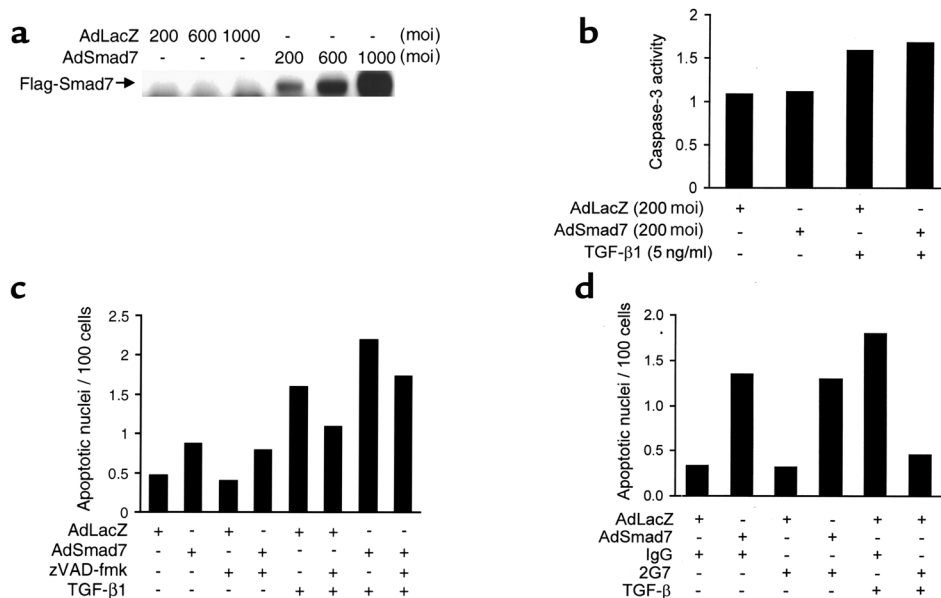 a
AdLacZ 200 600 1000 - - - (moi)
AdSmad7 - - - 200 600 1000 (moi)
Flag-Smad7
b
Caspase-3 activity
2
1.5
1
0.5
0
AdLacZ (200 moi) + - + -
AdSmad7 (200 moi) - + - +
TGF-β1 (5 ng/ml) - - + +
c
Apoptotic nuclei / 100 cells
2.5
2
1.5
1
0.5
0
AdLacZ + - + - + + - -
AdSmad7 - + - + - - + +
zVAD-fmk - - + + - + - +
TGF-β1 - - - - + + + +
d
Apoptotic nuclei / 100 cells
2.0
1.5
1.0
0.5
0.0
AdLacZ + - + - + +
AdSmad7 - + - + - -
IgG + + - - + -
2G7 - - + + - +
TGF-β - - - - + +